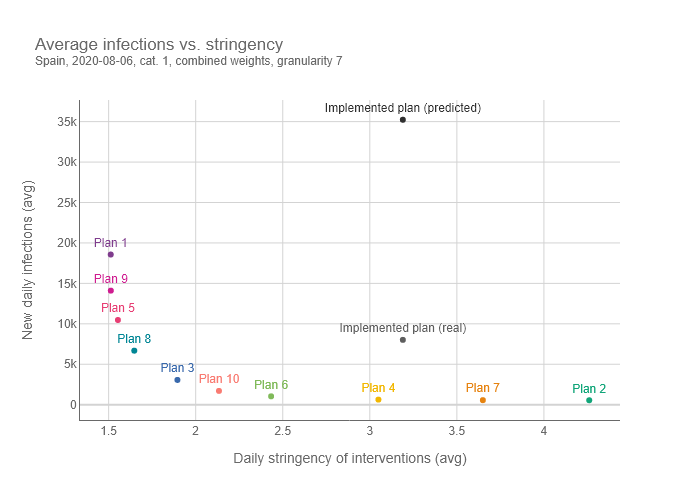 Average infections vs. stringency
Spain, 2020-08-06, cat. 1, combined weights, granularity 7
Implemented plan (predicted)
35k
30k
25k
20k
Plan 1
15k
Plan 9
Plan 5
10k
Implemented plan (real)
Plan 8
5k
Plan 3
Plan 10
Plan 6
Plan 4
Plan 7
Plan 2
0
1.5
2
2.5
3
3.5
4
New daily infections (avg)
Daily stringency of interventions (avg)